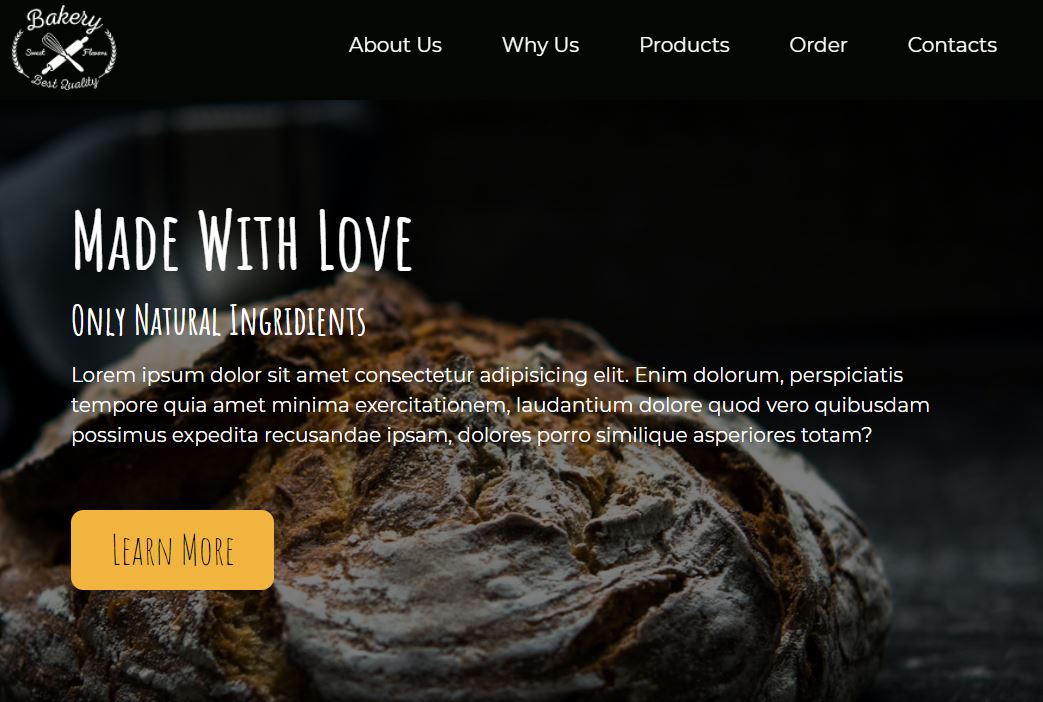 Bakery
Sweet Flavors
Best Quality
About Us Why Us Products Order Contacts
Made With Love
Only Natural Ingridients
Lorem ipsum dolor sit amet consectetur adipisicing elit. Enim dolorum, perspiciatis
tempore quia amet minima exercitationem, laudantium dolore quod vero quibusdam
possimus expedita recusandae ipsam, dolores porro similique asperiores totam?
Learn More